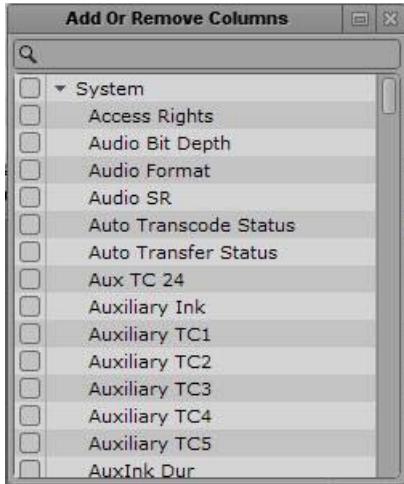 Add Or Remove Columns
System
Access Rights
Audio Bit Depth
Audio Format
Audio SR
Auto Transcode Status
Auto Transfer Status
Aux TC 24
Auxiliary Ink
Auxiliary TC1
Auxiliary TC2
Auxiliary TC3
Auxiliary TC4
Auxiliary TC5
AuxInk Dur